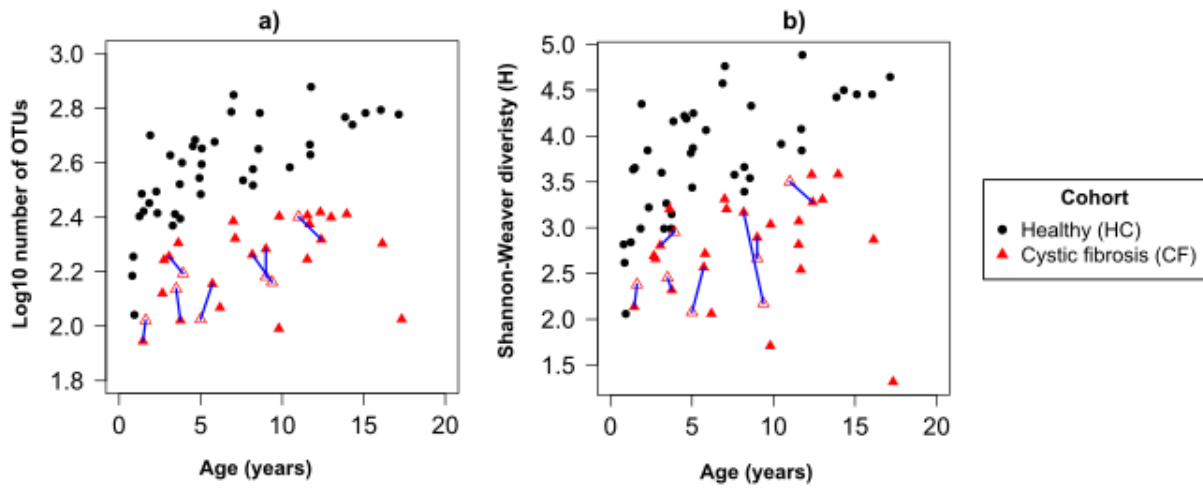 a)
3.0
2.8
2.6
2.4
2.2
2.0
1.8
Log10 number of OTUs
0 5 10 15 20
Age (years)
b)
5.0
4.5
4.0
3.5
3.0
2.5
2.0
1.5
Shannon-Weaver diveristy (H)
0 5 10 15 20
Age (years)
Cohort
Healthy (HC)
Cystic fibrosis (CF)